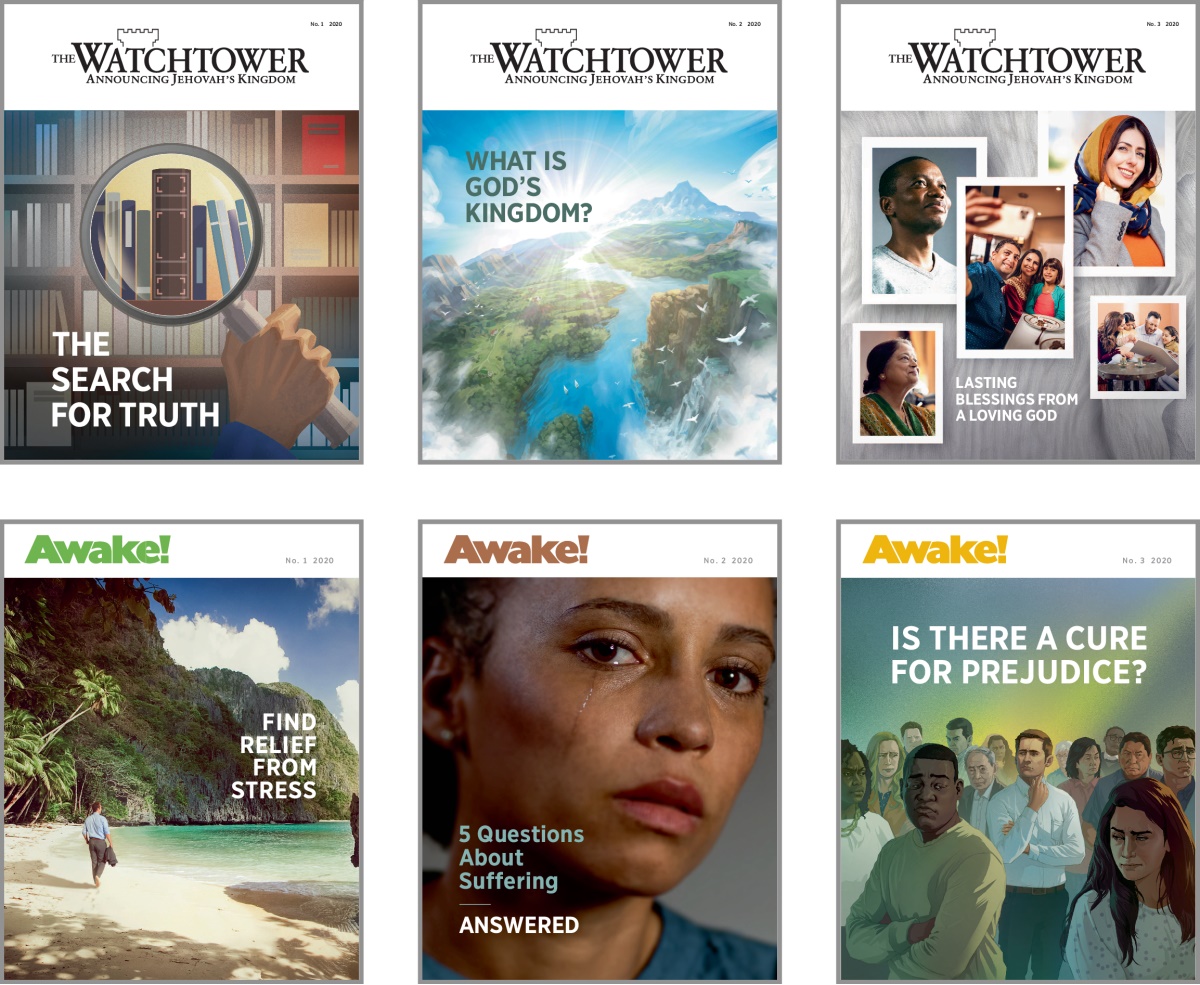 No. 1 2020
THE WATCHTOWER
ANNOUNCING JEHOVAH'S KINGDOM
THE
SEARCH
FOR TRUTH
No. 2 2020
THE WATCHTOWER
ANNOUNCING JEHOVAH'S KINGDOM
WHAT IS
GOD'S
KINGDOM?
No. 3 2020
THE WATCHTOWER
ANNOUNCING JEHOVAH'S KINGDOM
LASTING
BLESSINGS FROM
A LOVING GOD
Awake!
No. 1 2020
FIND
RELIEF
FROM
STRESS
Awake!
No. 2 2020
5 Questions
About
Suffering
ANSWERED
Awake!
No. 3 2020
IS THERE A CURE
FOR PREJUDICE?